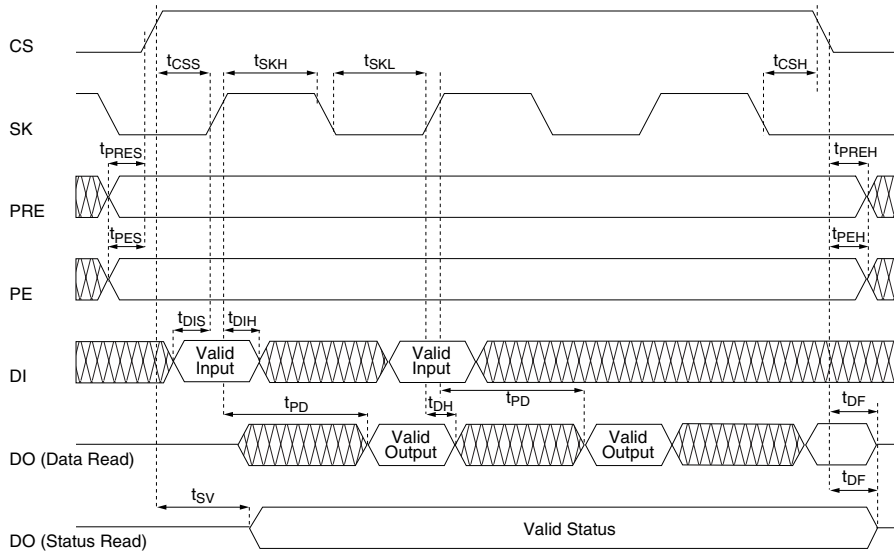 CS
tCSS tSKH tSKL tCSH
SK
tPRES tPREH
PRE
tPES tPEH
PE
tDIS tDIH
DI
Valid Input
Valid Input
tPD tDH tPD tDF
DO (Data Read)
Valid Output
Valid Output
tDF
tSV
DO (Status Read)
Valid Status